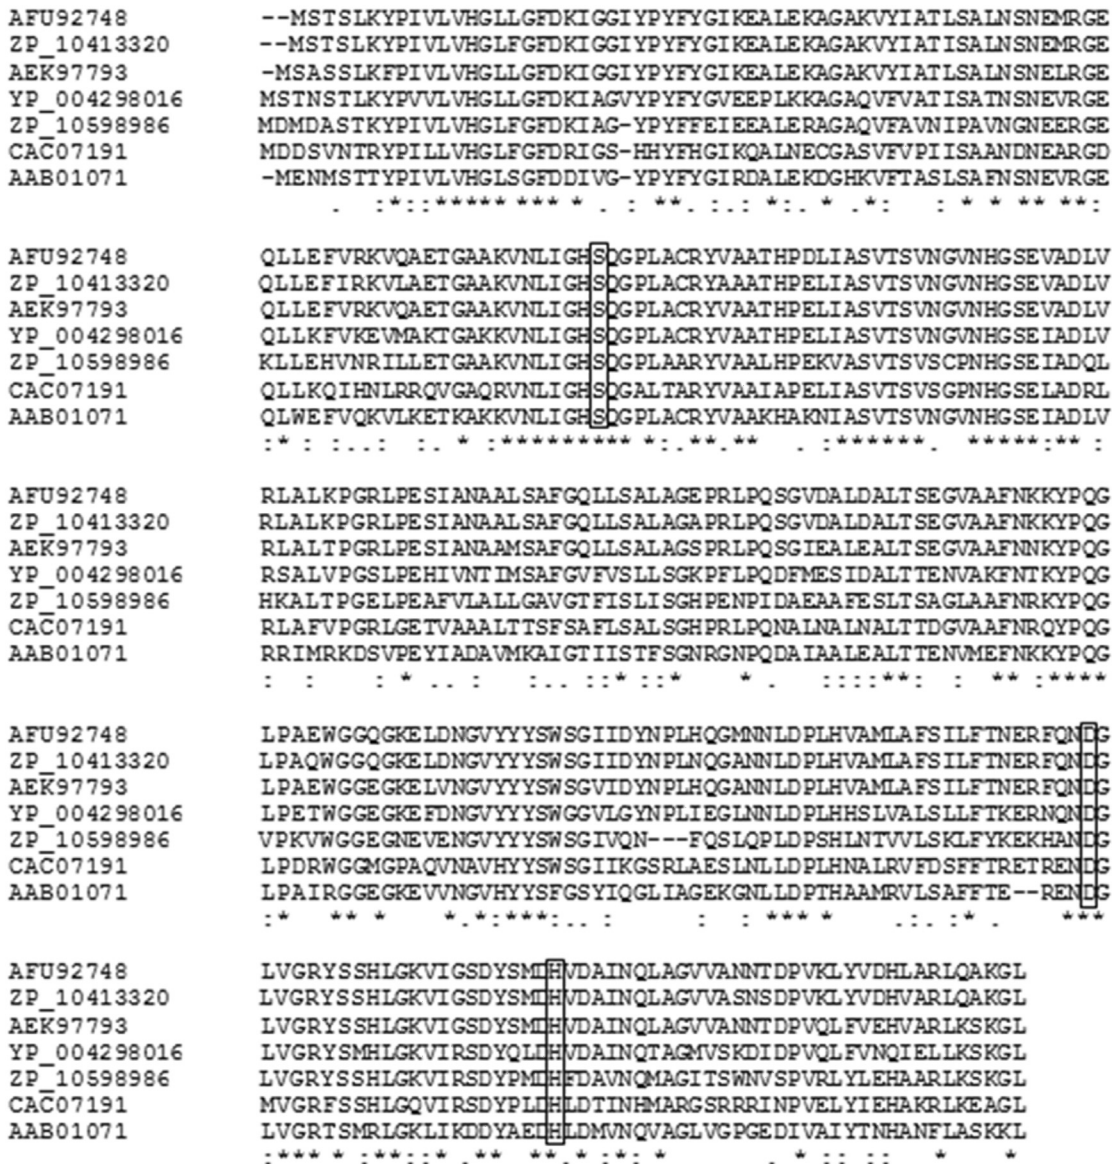 AFU92748 --MSTSLKYPIVLVHGLLGFDKIGGIYPYFYGIKEALEKAGAKVYIATLSALNSNEMRGE
ZP_10413320 --MSTSLKYPIVLVHGLFGFDKIGGIYPYFYGIKEALEKAGAKVYIATISALNSNEMRGE
AEK97793 -MSASSLKFPIVLVHGLLGFDKIGGIYPYFYGIKEALEKAGAKVYIATLSALNSNELRGE
YP_004298016 MSTNSTLKYPVVLVHGLLGFDKIAGVYPYFYGVEEPLKKAGAQVFVATISATNSNEVRGE
ZP_10598986 MDMDASTKYPIVLVHGLFGFDKIAG-YPYFFEIEEALERAGAQVFAVNIPAVNGNEERGE
CAC07191 MDDSVNTRYPILLVHGLFGFDRIGS-HHYFHGIKQALNECGASVFVPIISAANDNEARGD
AAB01071 -MENMSTTYPIVLVHGLSGFDDIVG-YPYFYGIRDALEKDGHKVFTASLSAFNSNEVRGE
. :*::****** *** * . : **. :.:.*:.. * .*: : * * ** **:
AFU92748 QLLEFVRKVQAETGAAKVNLIGHSQGPLACRYVAATHPDLIASVTSVNGVNHGSEVADLV
ZP_10413320 QLLEFIRKVLAETGAAKVNLIGHSQGPLACRYAAATHPELIASVTSVNGVNHGSEVADLV
AEK97793 QLLEFVRKVQAETGAAKVNLIGHSQGPLACRYVAATHPELIASVTSVNGVNHGSEVADLV
YP_004298016 QLLKFVKEVMAKTGAKKVNLIGHSQGPLACRYVAATHPELIASVTSVNGVNHGSEIADLV
ZP_10598986 KLLEHVNRILLETGAAKVNLIGHSQGPLAARYVAALHPEKVASVTSVSCPNHGSEIADQL
CAC07191 QLLKQIHNLRRQVGAQRVNLIGHSQGALTARYVAAIAPELIASVTSVSGPNHGSELADRL
AAB01071 QLWEFVQKVLKETKAKKVNLIGHSQGPLACRYVAAKHAKNIASVTSVNGVNHGSEIADLV
:* : :..: :. * :********* *:.**.** . :******. *****:** :
AFU92748 RLALKPGRLPESIANAALSAFGQLLSALAGEPRLPQSGVDALDALTSEGVAAFNKKYPQG
ZP_10413320 RLALKPGRLPESIANAALSAFGQLLSALAGAPRLPQSGVDALDALTSEGVAAFNKKYPQG
AEK97793 RLALTPGRLPESIANAAMSAFGQLLSALAGSPRLPQSGIEALEALTSEGVAAFNNKYPQG
YP_004298016 RSALVPGSLPEHIVNTIMSAFGVFVSLLSGKPFLPQDFMESIDALTTENVAKFNTKYPQG
ZP_10598986 HKALTPGELPEAFVLALLGAVGTFISLISGHPENPIDAEAAFESLTSAGLAAFNRKYPQG
CAC07191 RLAFVPGRLGETVAAALTTSFSAFLSALSGHPRLPQNALNALNALTTDGVAAFNRQYPQG
AAB01071 RRIMRKDSVPEYIADAVMKAIGTIISTFSGNRGNPQDAIAALEALTTENVMEFNKKYPQG
: : : * .. : :.. ::* ::* * . ::::**: : ** :****
AFU92748 LPAEWGGQGKELDNGVYYYSWSGIIDYNPLHQGMNNLDPLHVAMLAFSILFTNERFQNDG
ZP_10413320 LPAQWGGQGKELDNGVYYYSWSGIIDYNPLNQGANNLDPLHVAMLAFSILFTNERFQNDG
AEK97793 LPAEWGGEGKELVNGVYYYSWSGVIDYNPLHQGANNLDPLHVAMLAFSILFTNERFQNDG
YP_004298016 LPETWGGEGKEFDNGVYYYSWGGVLGYNPLIEGLNNLDPLHHSLVALSLLFTKERNQNDG
ZP_10598986 VPKVWGGEGNEVENGVYYYSWSGIVQN---FQSLQPLDPSHLNTVVLSKLFYKEKHANDG
CAC07191 LPDRWGGMGPAQVNAVHYYSWSGIIKGSRLAESLNLLDPLHNALRVFDSFFTRETRENDG
AAB01071 LPAIRGGEGKEVVNGVHYYSFGSYIQGLIAGEKGNLLDPTHAAMRVLSAFFTE--RENDG
:* ** * *.*:***:.. : : : *** * .:. :* . ***
AFU92748 LVGRYSSHLGKVIGSDYSMDHVDAINQLAGVVANNTDPVKLYVDHLARLQAKGL
ZP_10413320 LVGRYSSHLGKVIGSDYSMDHVDAINQLAGVVASNSDPVKLYVDHVARLQAKGL
AEK97793 LVGRYSSHLGKVIGSDYSMDHVDAINQLAGVVANNTDPVQLFVEHVARLKSKGL
YP_004298016 LVGRYSMHLGKVIRSDYQLDHVDAINQTAGMVSKDIDPVQLFVNQIELLKSKGL
ZP_10598986 LVGRYSSHLGKVIRSDYPMDHFDAVNQMAGITSWNVSPVRLYLEHAARLKSKGL
CAC07191 MVGRFSSHLGQVIRSDYPLDHLDTINHMARGSRRRINPVELYIEHAKRLKEAGL
AAB01071 LVGRTSMRLGKLIKDDYAEDHLDMVNQVAGLVGPGEDIVAIYTNHANFLASKKL
:*** * :**::* .** **.* :*: * . * :: :: * *